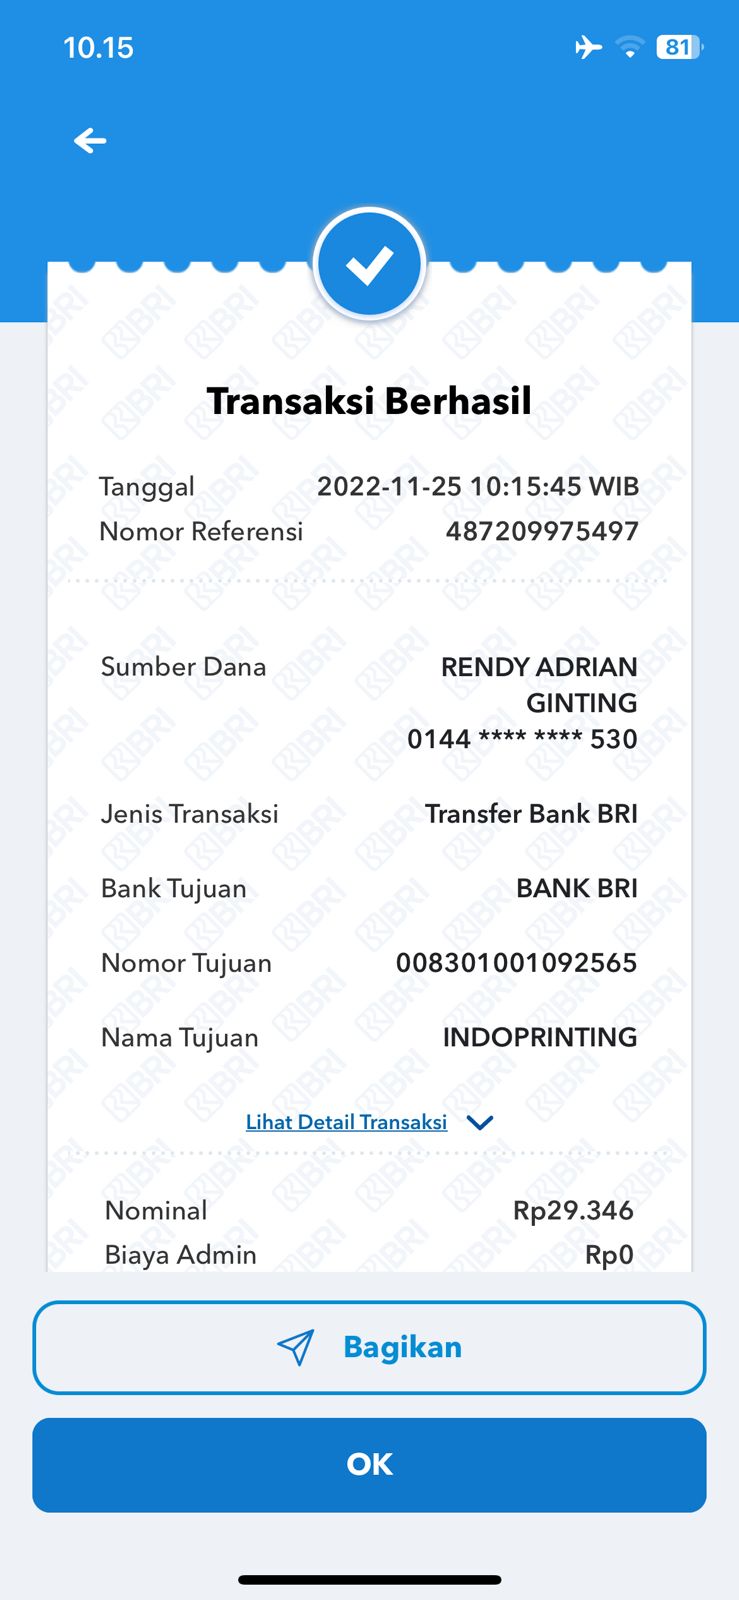 10.15
81
Transaksi Berhasil
Tanggal 2022-11-25 10:15:45 WIB
Nomor Referensi 487209975497
Sumber Dana RENDY ADRIAN
GINTING
0144 **** **** 530
Jenis Transaksi Transfer Bank BRI
Bank Tujuan BANK BRI
Nomor Tujuan 008301001092565
Nama Tujuan INDOPRINTING
Lihat Detail Transaksi
Nominal Rp29.346
Biaya Admin Rp0
Bagikan
OK